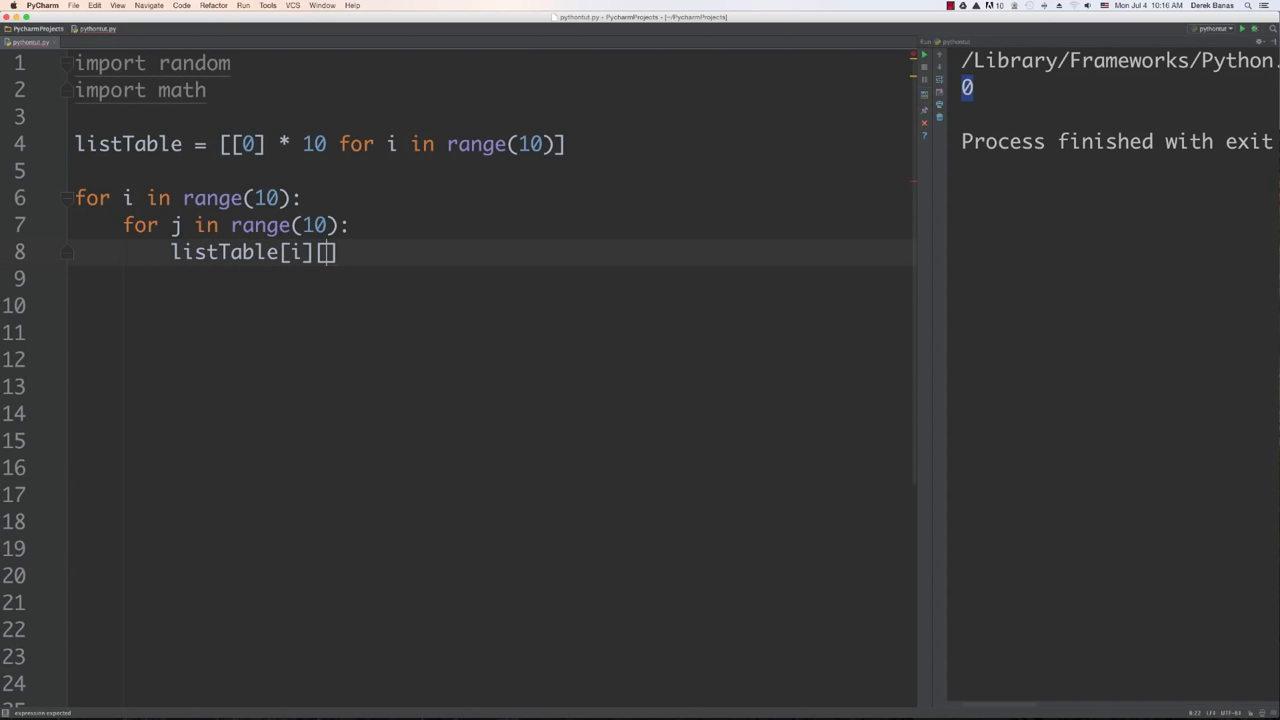 PyCharm File Edit View Navigate Code Refactor Run Tools VCS Window Help 10 Mon Jul 4 10:16 AM Derek Banas
pythontut.py - PycharmProjects - [~/PycharmProjects]
PycharmProjects pythontut.py pythontut
pythontut.py Run pythontut
1 import random
2 import math
3
4 listTable = [[0] * 10 for i in range(10)]
5
6 for i in range(10):
7 for j in range(10):
8 listTable[i][]
9
10
11
12
13
14
15
16
17
18
19
20
21
22
23
24
/Library/Frameworks/Python.
0
Process finished with exit
expression expected 8:22 LF÷ UTF-8÷